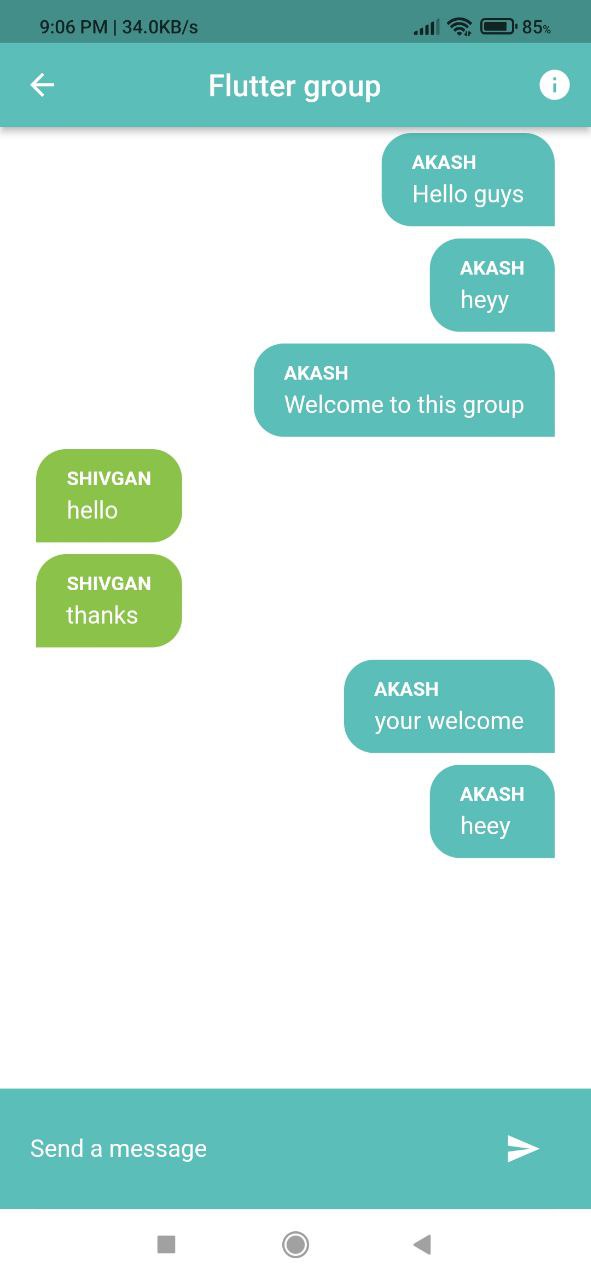 9:06 PM | 34.0KB/s 85%
Flutter group
AKASH
Hello guys
AKASH
heyy
AKASH
Welcome to this group
SHIVGAN
hello
SHIVGAN
thanks
AKASH
your welcome
AKASH
heey
Send a message